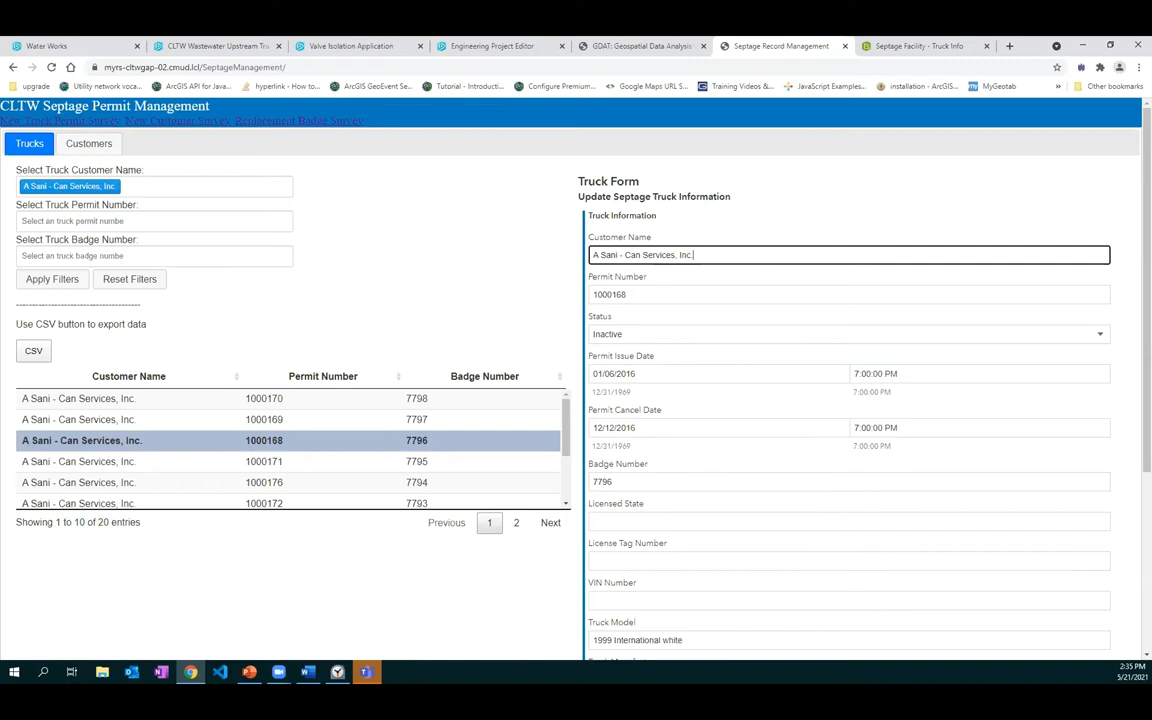 Water Works
CLTW Wastewater Upstream Tra
Valve Isolation Application
Engineering Project Editor
GDAT: Geospatial Data Analysis
Septage Record Management
Septage Facility - Truck Info
myrs-cltwgap-02.cmud.lcl/SeptageManagement/
upgrade
Utility network voca...
ArcGIS API for Java...
hyperlink - How to...
ArcGIS GeoEvent Se...
Tutorial - Introducti...
Configure Premium...
Google Maps URL S...
Training Videos &...
JavaScript Examples...
installation - ArcGIS...
MyGeotab
»
Other bookmarks
CLTW Septage Permit Management
New Truck Permit Survey New Customer Survey Replacement Badge Survey
Trucks Customers
Select Truck Customer Name:
A Sani - Can Services, Inc.
Select Truck Permit Number:
Select an truck permit numbe
Select Truck Badge Number:
Select an truck badge numbe
Apply Filters Reset Filters
----------------------------------
Use CSV button to export data
CSV
Customer Name Permit Number Badge Number
A Sani - Can Services, Inc. 1000170 7798
A Sani - Can Services, Inc. 1000169 7797
A Sani - Can Services, Inc. 1000168 7796
A Sani - Can Services, Inc. 1000171 7795
A Sani - Can Services, Inc. 1000176 7794
A Sani - Can Services, Inc. 1000172 7793
Showing 1 to 10 of 20 entries
Previous 1 2 Next
Truck Form
Update Septage Truck Information
Truck Information
Customer Name
A Sani - Can Services, Inc.
Permit Number
1000168
Status
Inactive
Permit Issue Date
01/06/2016 7:00:00 PM
12/31/1969 7:00:00 PM
Permit Cancel Date
12/12/2016 7:00:00 PM
12/31/1969 7:00:00 PM
Badge Number
7796
Licensed State
License Tag Number
VIN Number
Truck Model
1999 International white
2:35 PM
5/21/2021